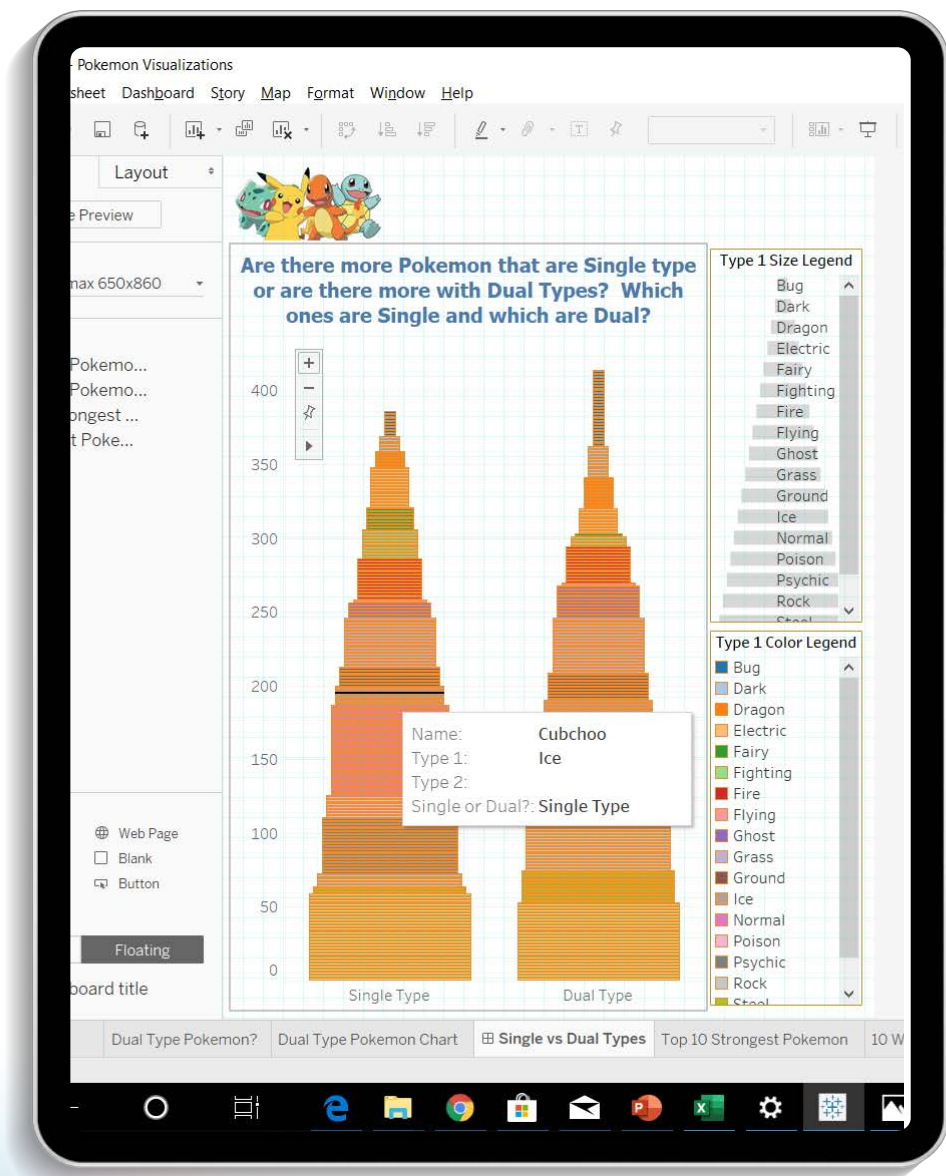 - Pokemon Visualizations
sheet Dashboard Story Map Format Window Help
Layout
e Preview
max 650x860
Pokemo...
Pokemo...
ongest ...
t Poke...
Web Page
Blank
Button
Floating
board title
Are there more Pokemon that are Single type
or are there more with Dual Types? Which
ones are Single and which are Dual?
400
350
300
250
200
150
100
50
0
Single Type
Dual Type
Name: Cubchoo
Type 1: Ice
Type 2:
Single or Dual?: Single Type
Type 1 Size Legend
Bug
Dark
Dragon
Electric
Fairy
Fighting
Fire
Flying
Ghost
Grass
Ground
Ice
Normal
Poison
Psychic
Rock
Steel
Type 1 Color Legend
Bug
Dark
Dragon
Electric
Fairy
Fighting
Fire
Flying
Ghost
Grass
Ground
Ice
Normal
Poison
Psychic
Rock
Steel
Dual Type Pokemon?
Dual Type Pokemon Chart
Single vs Dual Types
Top 10 Strongest Pokemon
10 W